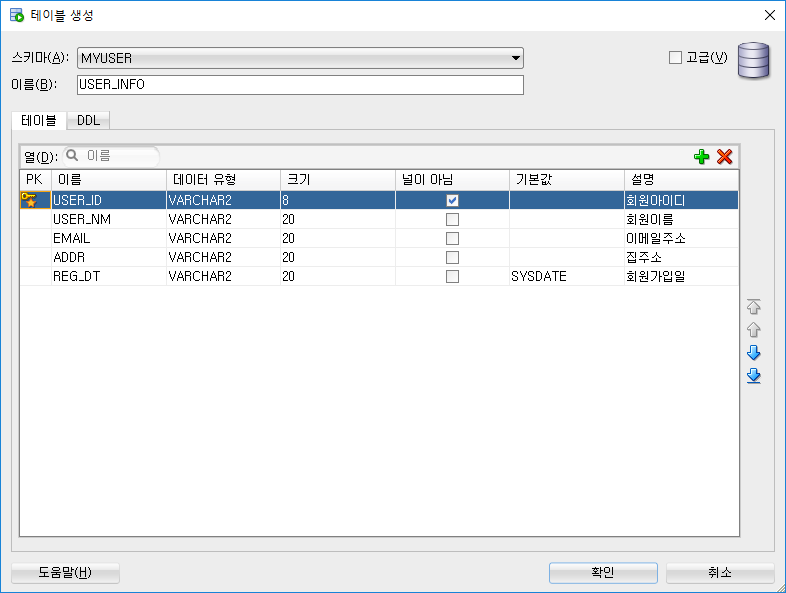 테이블 생성
스키마(A): MYUSER 고급(V)
이름(B): USER_INFO
테이블 DDL
열(D): 이름
PK 이름 데이터 유형 크기 널이 아님 기본값 설명
USER_ID VARCHAR2 8 회원아이디
USER_NM VARCHAR2 20 회원이름
EMAIL VARCHAR2 20 이메일주소
ADDR VARCHAR2 20 집주소
REG_DT VARCHAR2 20 SYSDATE 회원가입일
도움말(H) 확인 취소